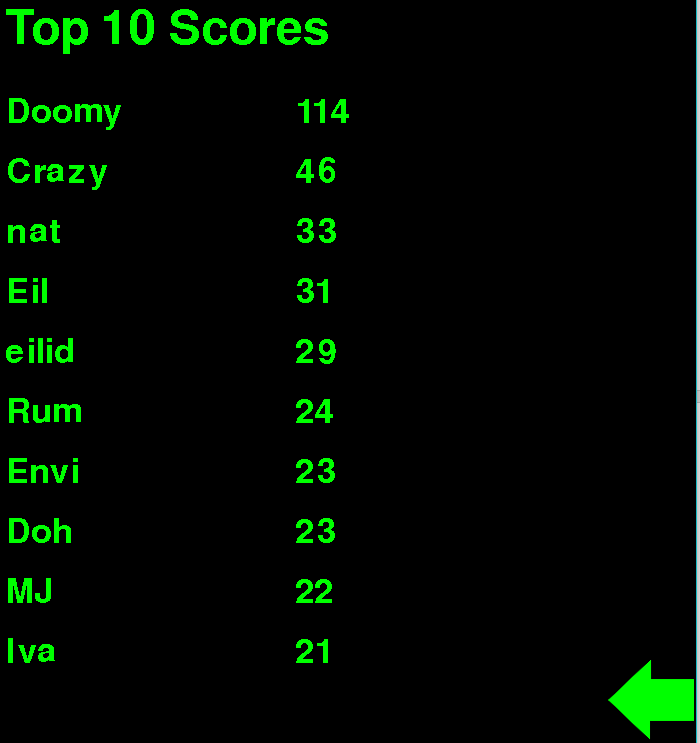 Top 10 Scores
Doomy 114
Crazy 46
nat 33
Eil 31
eilid 29
Rum 24
Envi 23
Doh 23
MJ 22
Iva 21